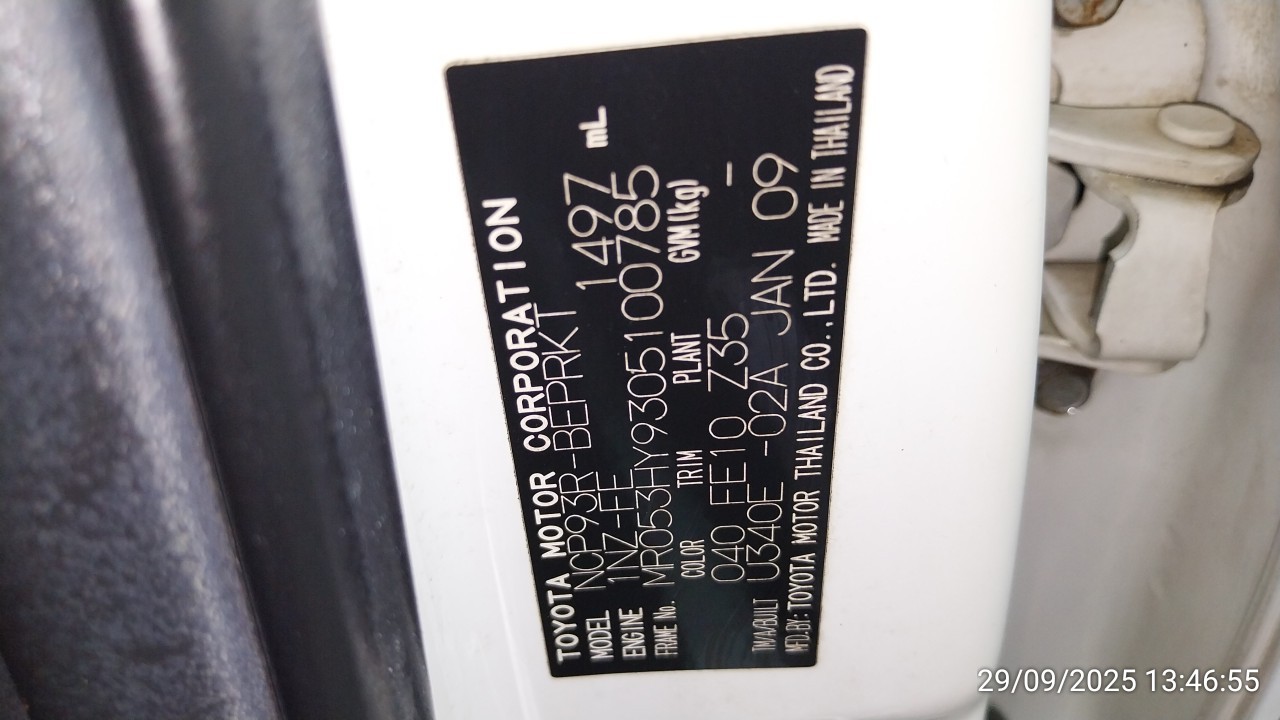 TOYOTA MOTOR CORPORATION
MODEL NCP93R-BEPRKT
ENGINE 1NZ-FE 1497 mL
FRAME No. MR053HY9305100785
COLOR TRIM PLANT GVM(kg)
040 FE10 Z35 –
T/M/A/BUILT U340E -02A JAN 09
MFD.BY:TOYOTA MOTOR THAILAND CO.,LTD. MADE IN THAILAND
29/09/2025 13:46:55